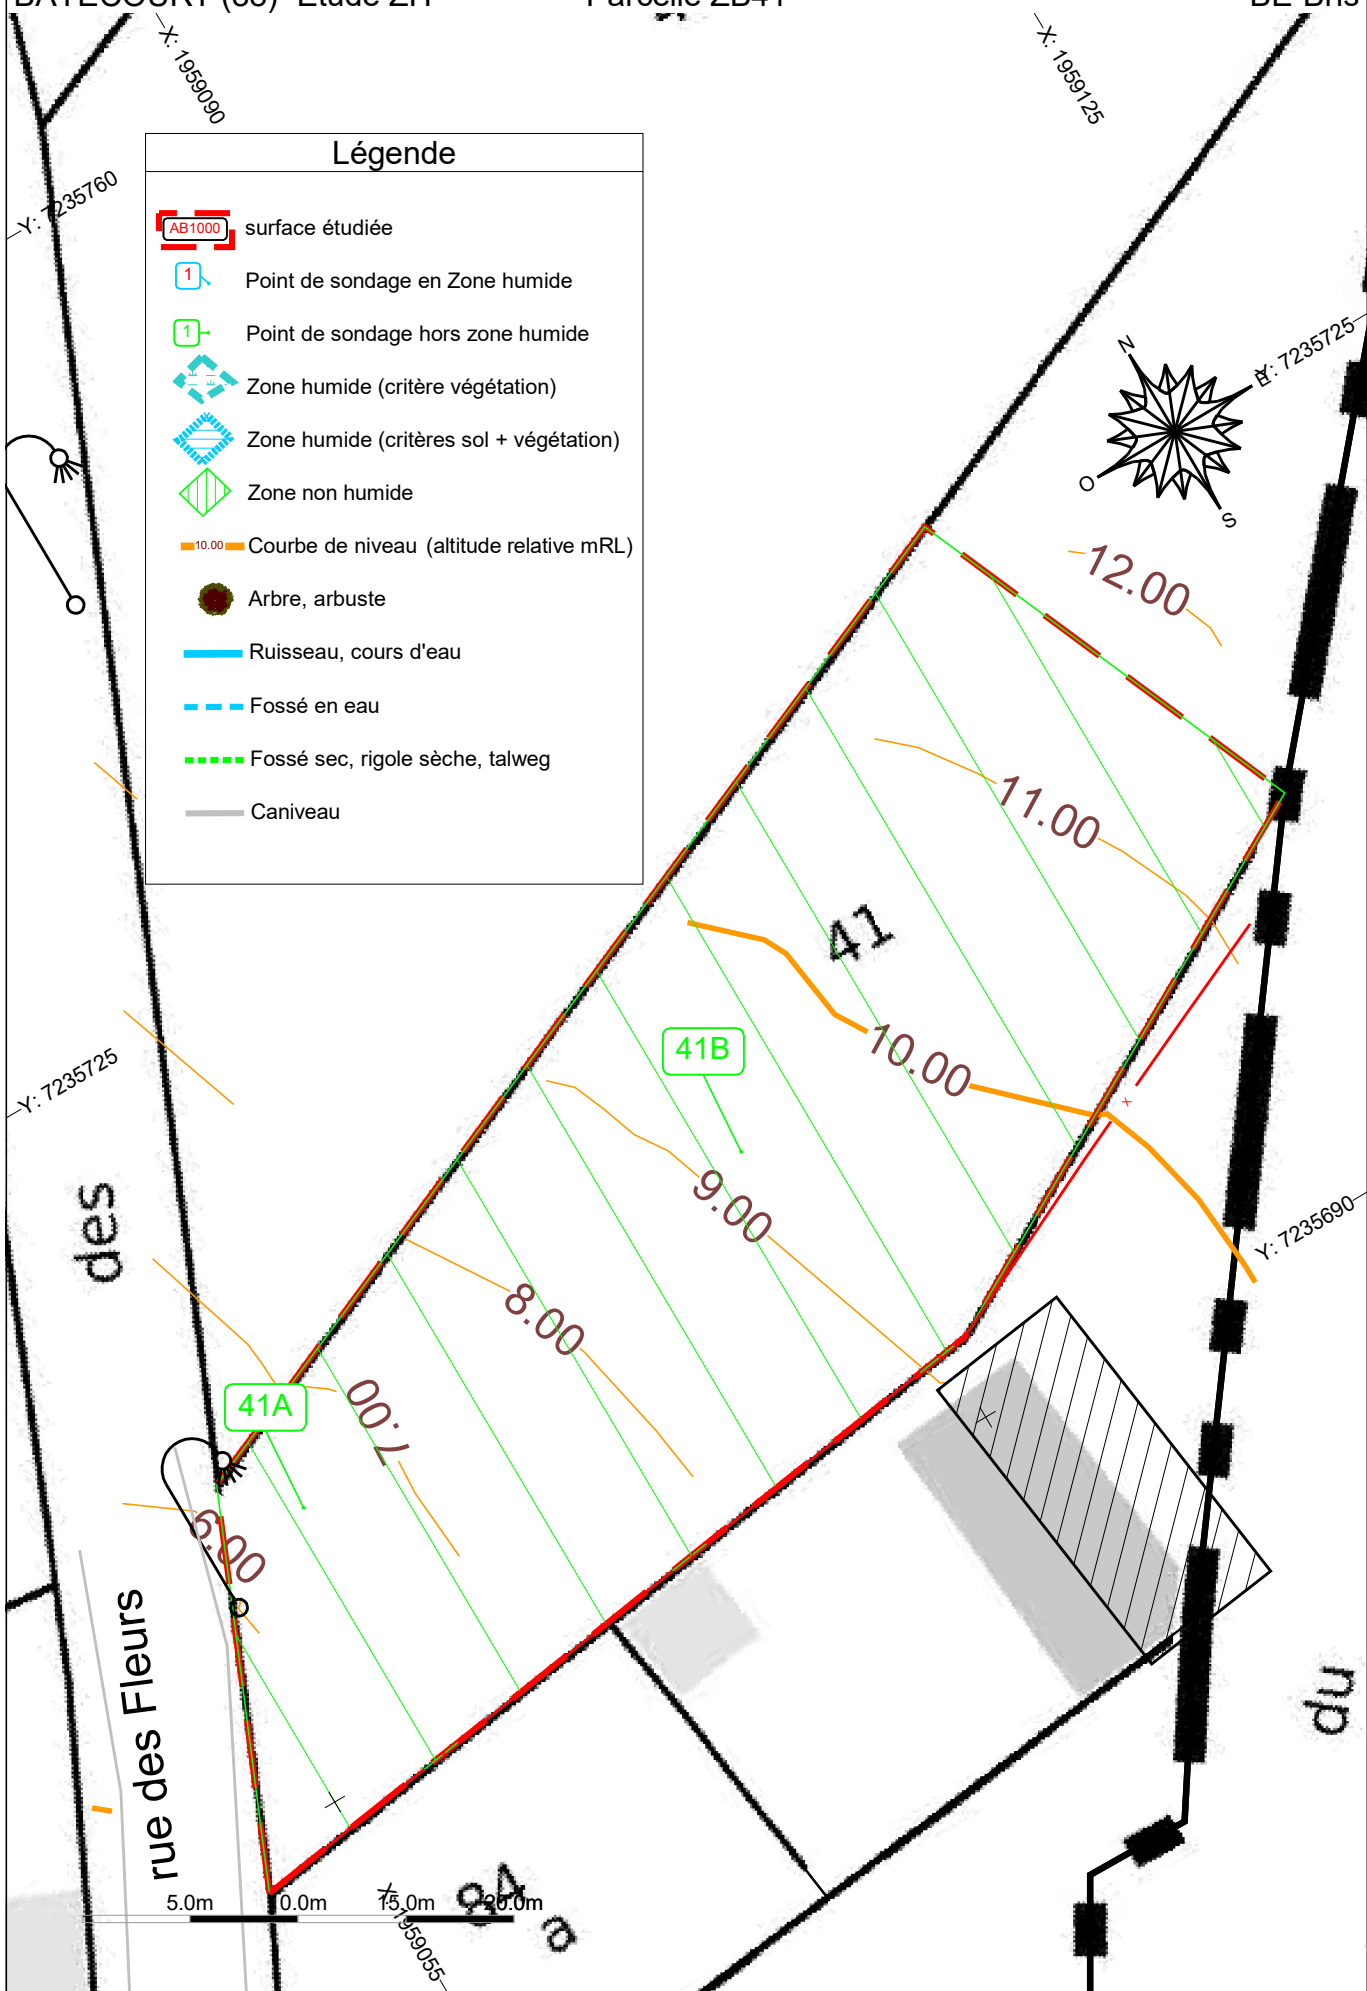 X: 1959090
X: 1959125
Y: 7235760
Légende
AB1000 surface étudiée
1 Point de sondage en Zone humide
1 Point de sondage hors zone humide
Zone humide (critère végétation)
Zone humide (critères sol + végétation)
Zone non humide
10.00 Courbe de niveau (altitude relative mRL)
Arbre, arbuste
Ruisseau, cours d'eau
Fossé en eau
Fossé sec, rigole sèche, talweg
Caniveau
Y: 7235725
N
E
O
S
12.00
11.00
41
10.00
41B
9.00
8.00
7.00
41A
6.00
Y: 7235725
des
Y: 7235690
rue des Fleurs
du
5.0m
0.0m
15.0m
20.0m
84
a
X: 1959055